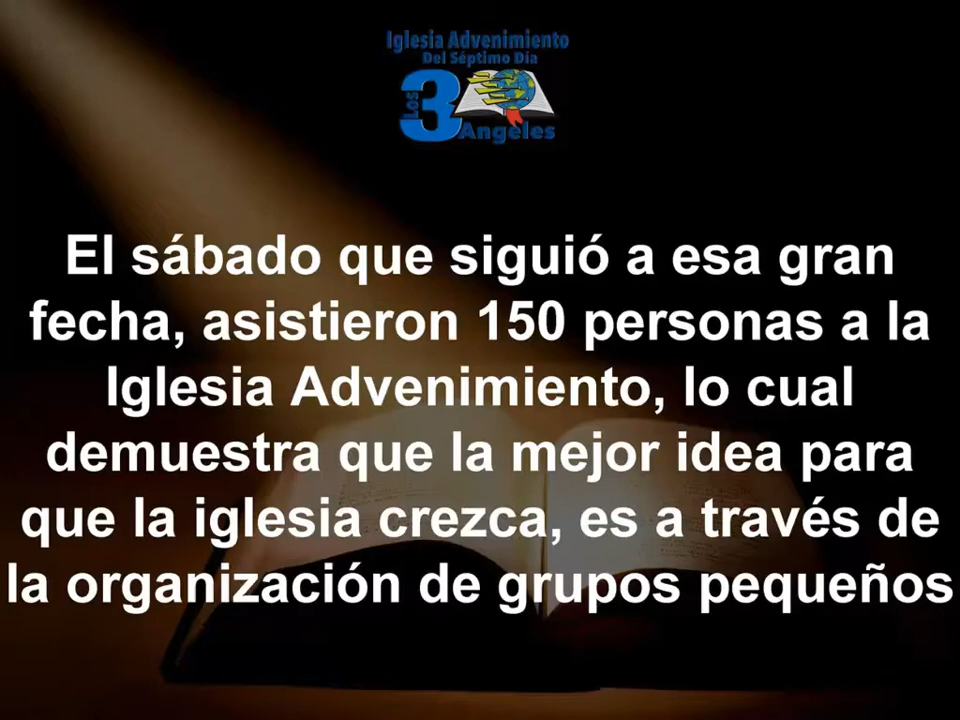 Iglesia Advenimiento
Del Séptimo Día
Los 3
Angeles
El sábado que siguió a esa gran
fecha, asistieron 150 personas a la
Iglesia Advenimiento, lo cual
demuestra que la mejor idea para
que la iglesia crezca, es a través de
la organización de grupos pequeños